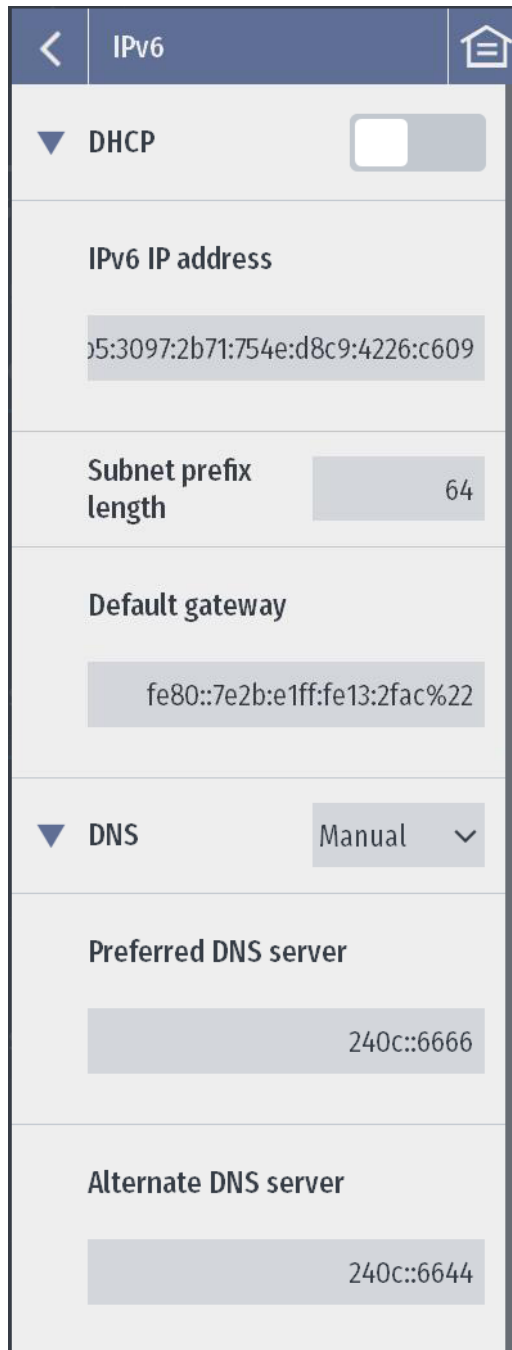 IPv6
DHCP
IPv6 IP address
b5:3097:2b71:754e:d8c9:4226:c609
Subnet prefix
length
64
Default gateway
fe80::7e2b:e1ff:fe13:2fac%22
DNS
Manual
Preferred DNS server
240c::6666
Alternate DNS server
240c::6644